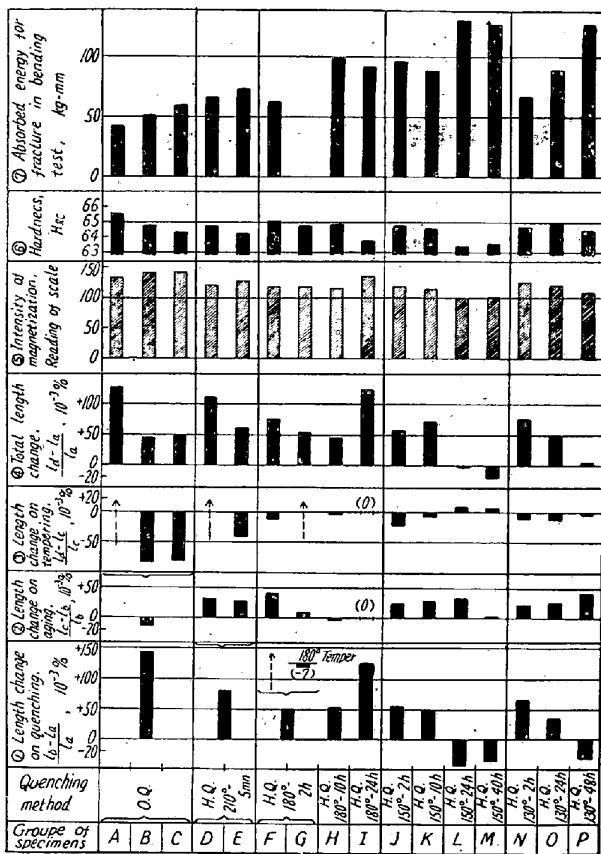 ⑦ Absorbed energy for
fracture in bending
test, kg-mm
100
50
0
⑥ Hardnecs,
HRC
66
65
64
63
⑤ Intensity of
magnetization.
Reading of scale
150
100
50
0
④ Total length
change,
ld-la/la, 10⁻³%
+100
+50
0
-20
③ Length
change on
tempering.
ld-lc/lc, 10⁻³%
+20
0
-50
(0)
② Length
change on
aging.
lc-lb/lb, 10⁻³%
+50
0
-20
(0)
① Length change
on quenching.
lb-la/la, 10⁻³%
+150
+100
+50
0
-20
180° Temper
(-7)
Quenching
method
O.Q.
H.Q. 210° 5mn
H.Q. 180° 2h
H.Q. 180°-10h
H.Q. 180°-24h
H.Q. 150°-2h
H.Q. 150°-10h
H.Q. 150°-24h
H.Q. 150°-40h
H.Q. 130°-2h
H.Q. 130°-24h
H.Q. 130°-48h
Groupe of
specimens
A B C D E F G H I J K L M N O P